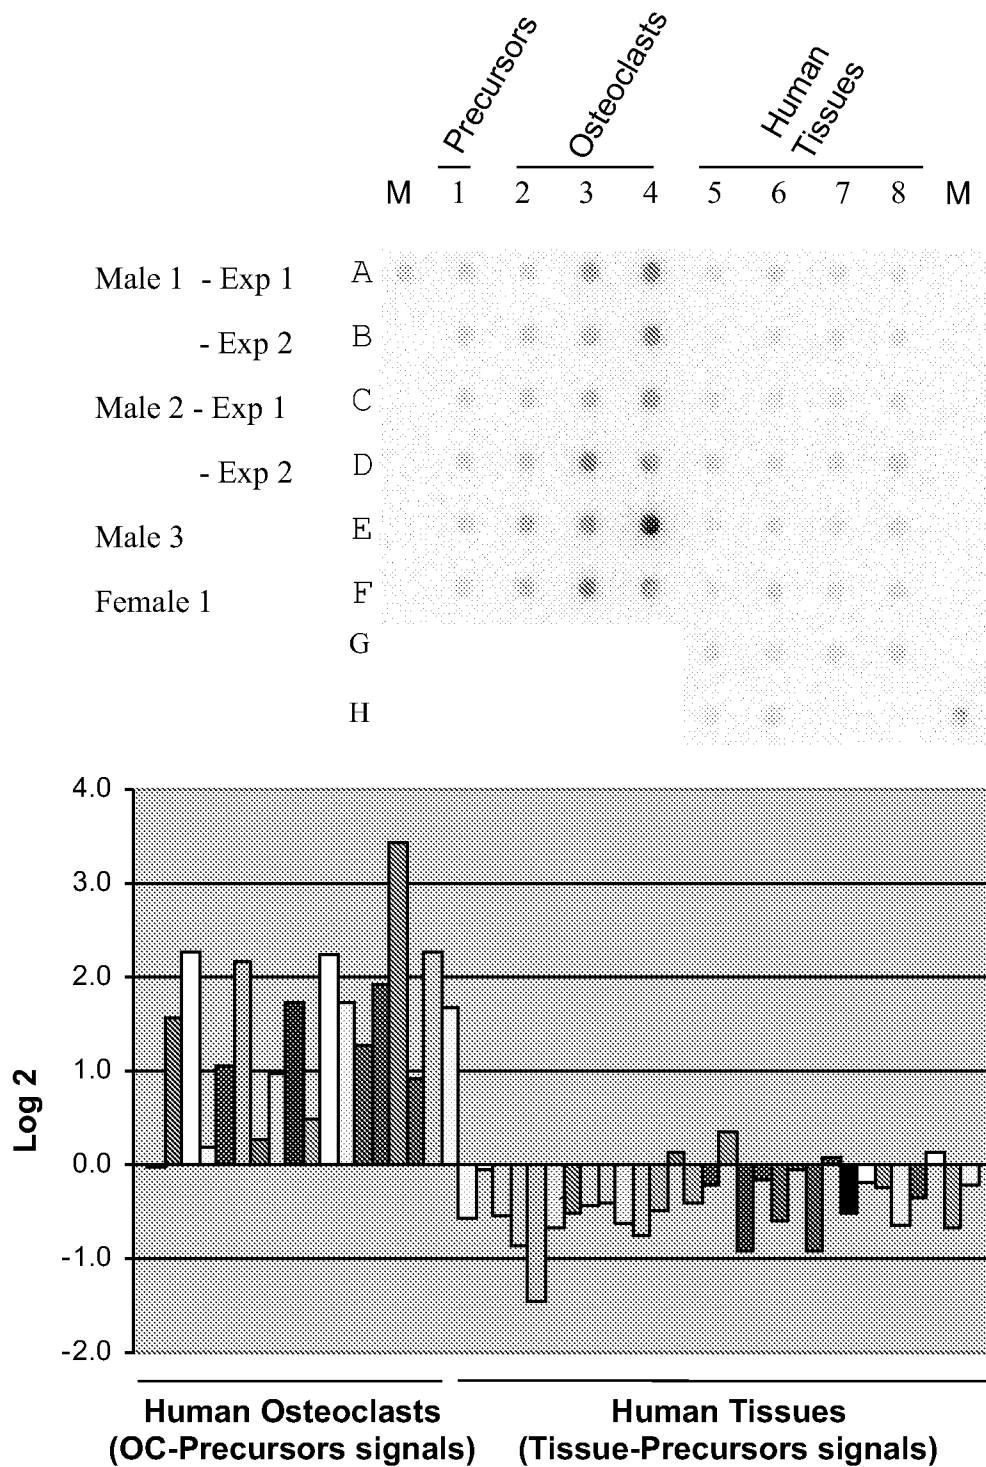 Precursors
Osteoclasts
Human
Tissues
M 1 2 3 4 5 6 7 8 M
Male 1 - Exp 1 A
- Exp 2 B
Male 2 - Exp 1 C
- Exp 2 D
Male 3 E
Female 1 F
G
H
4.0
3.0
2.0
1.0
0.0
-1.0
-2.0
Log 2
Human Osteoclasts
(OC-Precursors signals)
Human Tissues
(Tissue-Precursors signals)